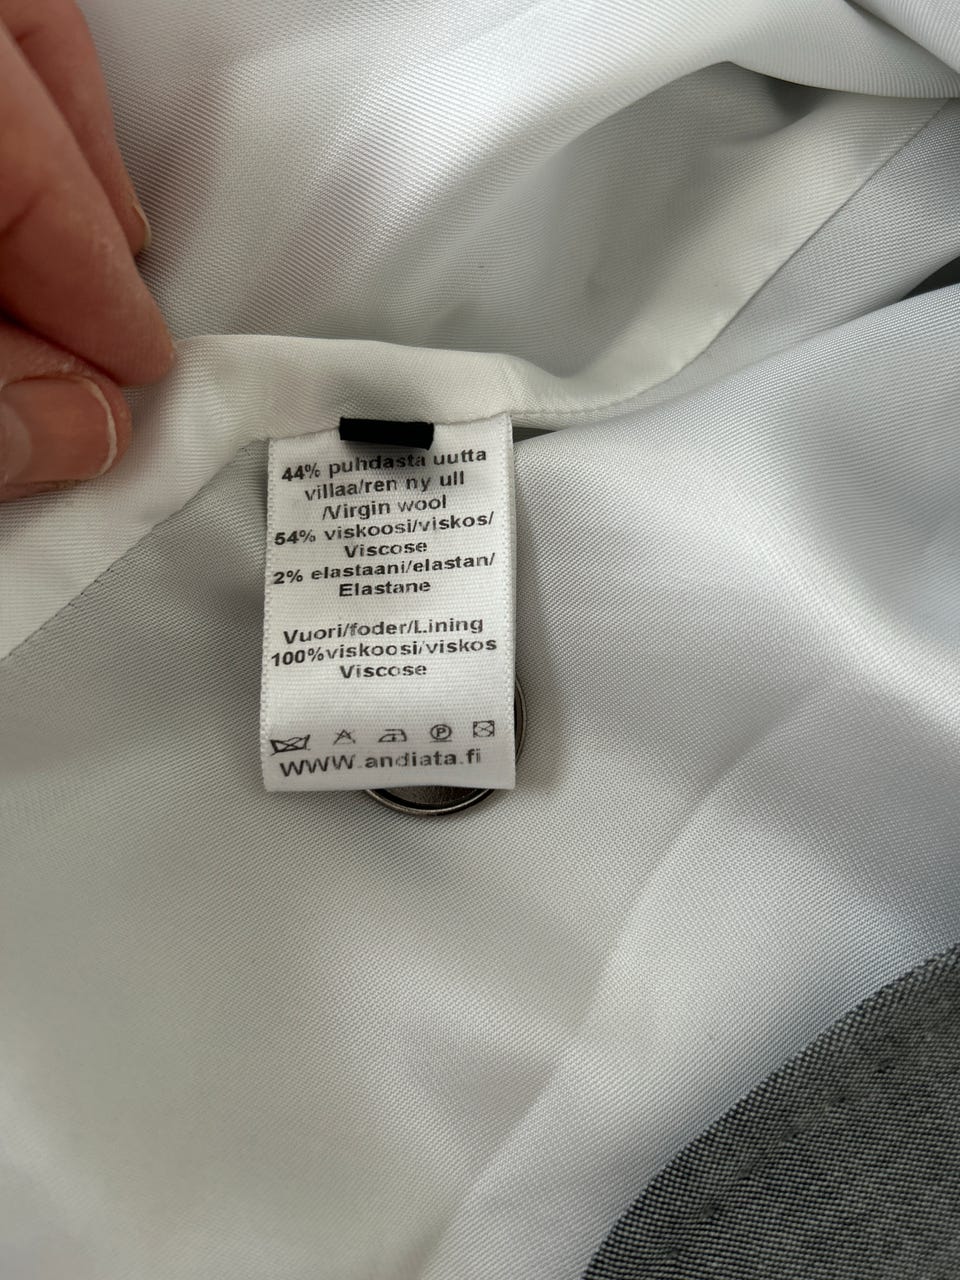 44% puhdasta uutta
villaa/ren ny ull
/Virgin wool
54% viskoosi/viskos/
Viscose
2% elastaani/elastan/
Elastane
Vuori/foder/Lining
100%viskoosi/viskos
Viscose
P
WWW.andiata.fi